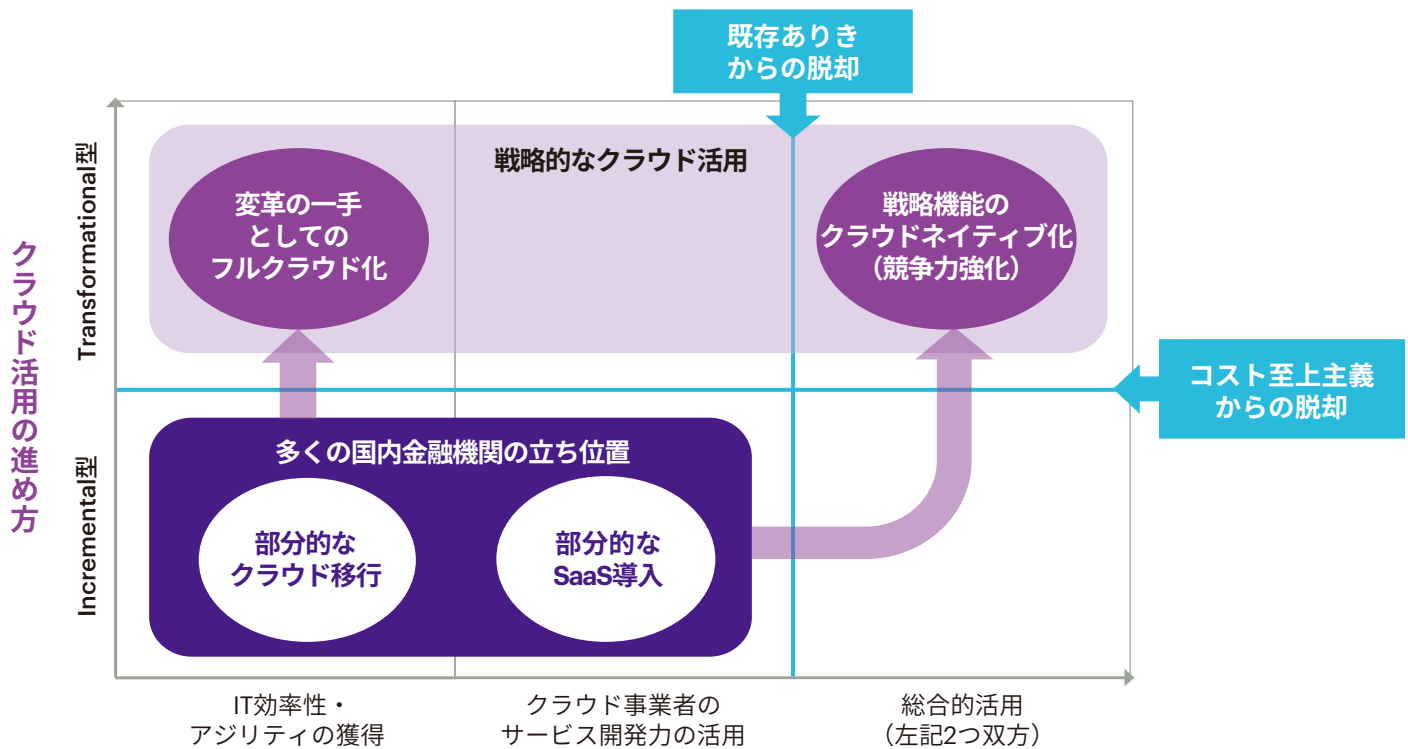 既存ありき
からの脱却
クラウド活用の進め方
Transformational型
戦略的なクラウド活用
変革の一手
としての
フルクラウド化
戦略機能の
クラウドネイティブ化
（競争力強化）
コスト至上主義
からの脱却
Incremental型
多くの国内金融機関の立ち位置
部分的な
クラウド移行
部分的な
SaaS導入
IT効率性・
アジリティの獲得
クラウド事業者の
サービス開発力の活用
総合的活用
（左記2つ双方）